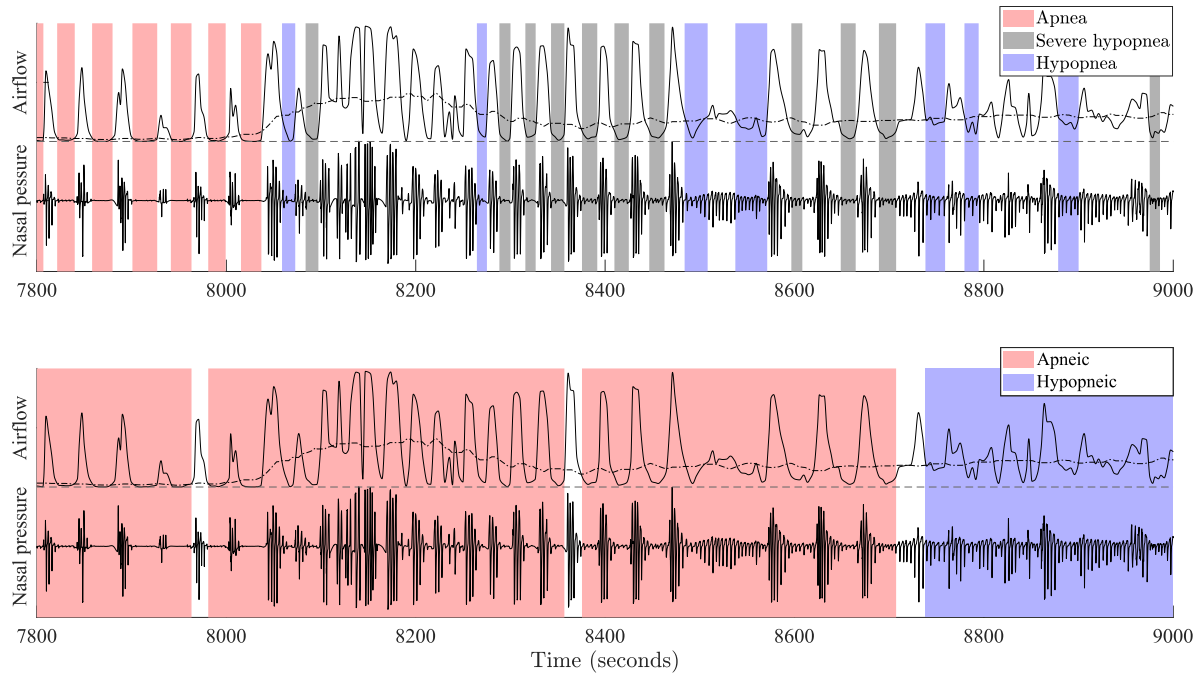 Apnea
Severe hypopnea
Hypopnea
Airflow
Nasal pessure
7800 8000 8200 8400 8600 8800 9000
Apneic
Hypopneic
Airflow
Nasal pressure
7800 8000 8200 8400 8600 8800 9000
Time (seconds)